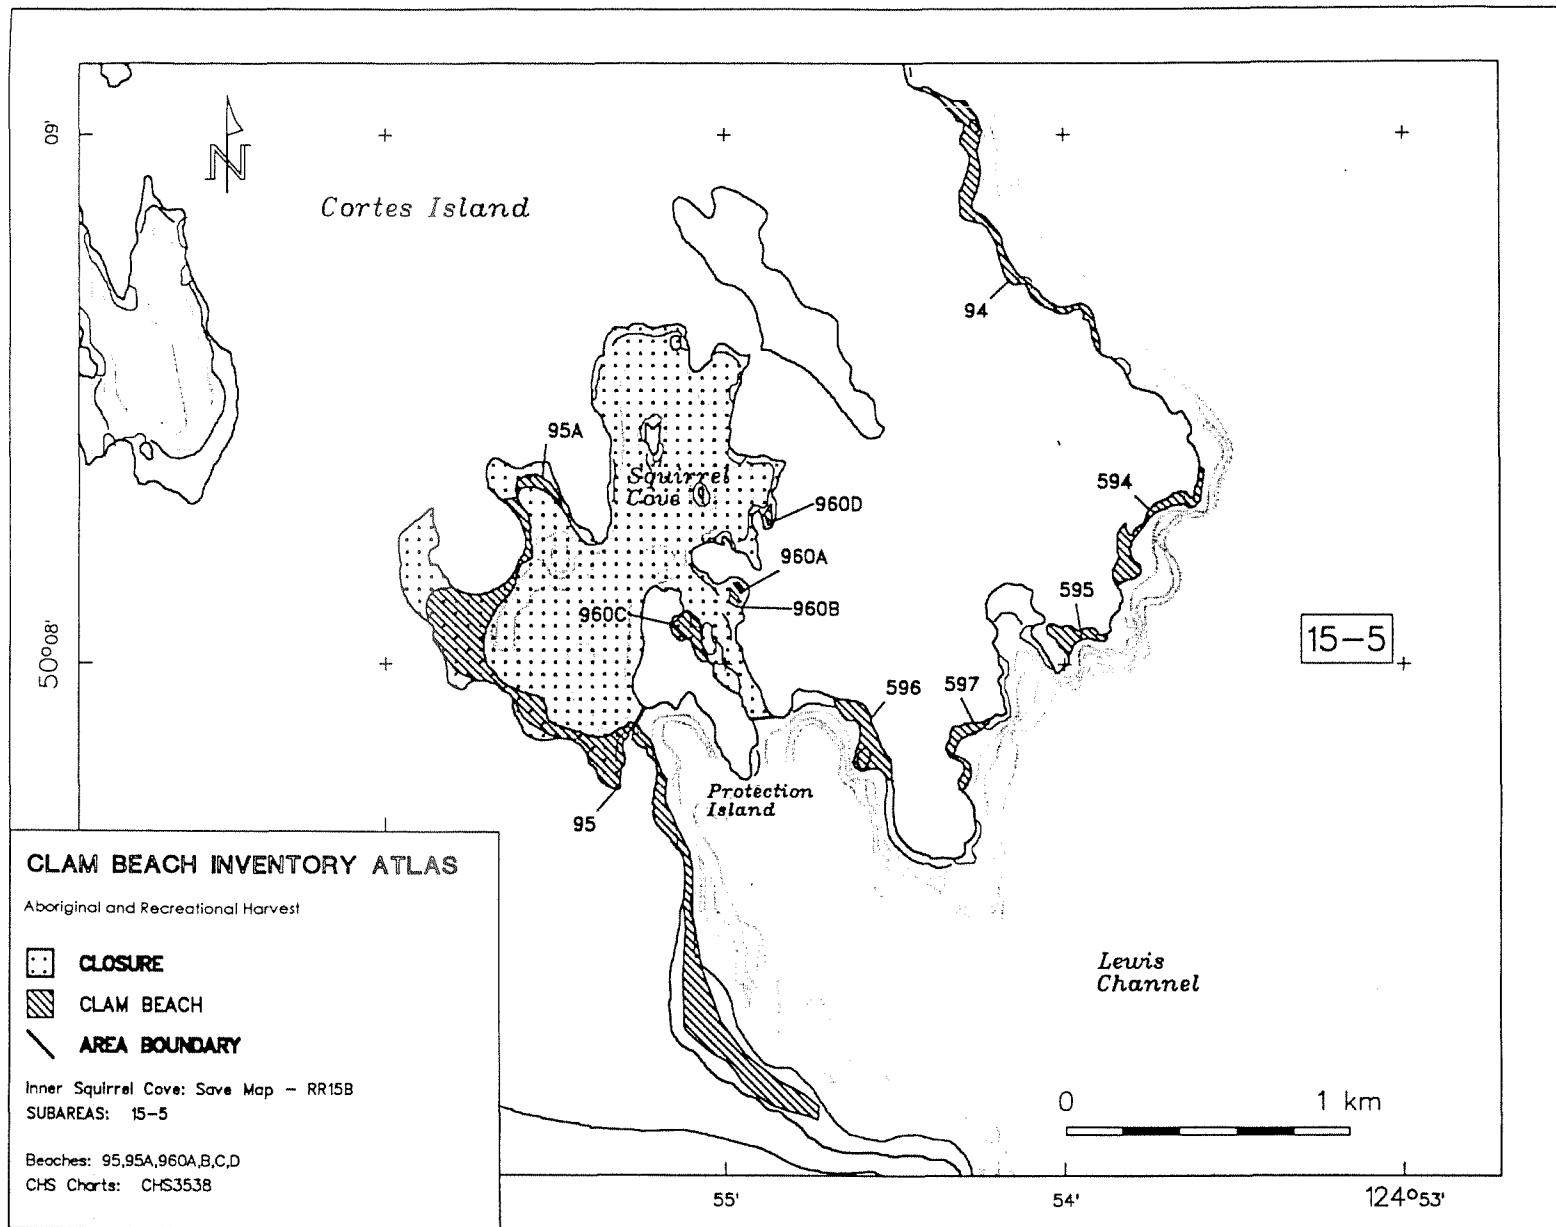 09'
N
Cortes Island
94
95A
Squirrel
Cove
594
960D
960A
595
960C
960B
50°08'
15-5
596
597
Protection
Island
95
CLAM BEACH INVENTORY ATLAS
Aboriginal and Recreational Harvest
CLOSURE
CLAM BEACH
AREA BOUNDARY
Inner Squirrel Cove: Save Map - RR15B
SUBAREAS: 15-5
Beaches: 95,95A,960A,B,C,D
CHS Charts: CHS3538
Lewis
Channel
0 1 km
55' 54' 124°53'